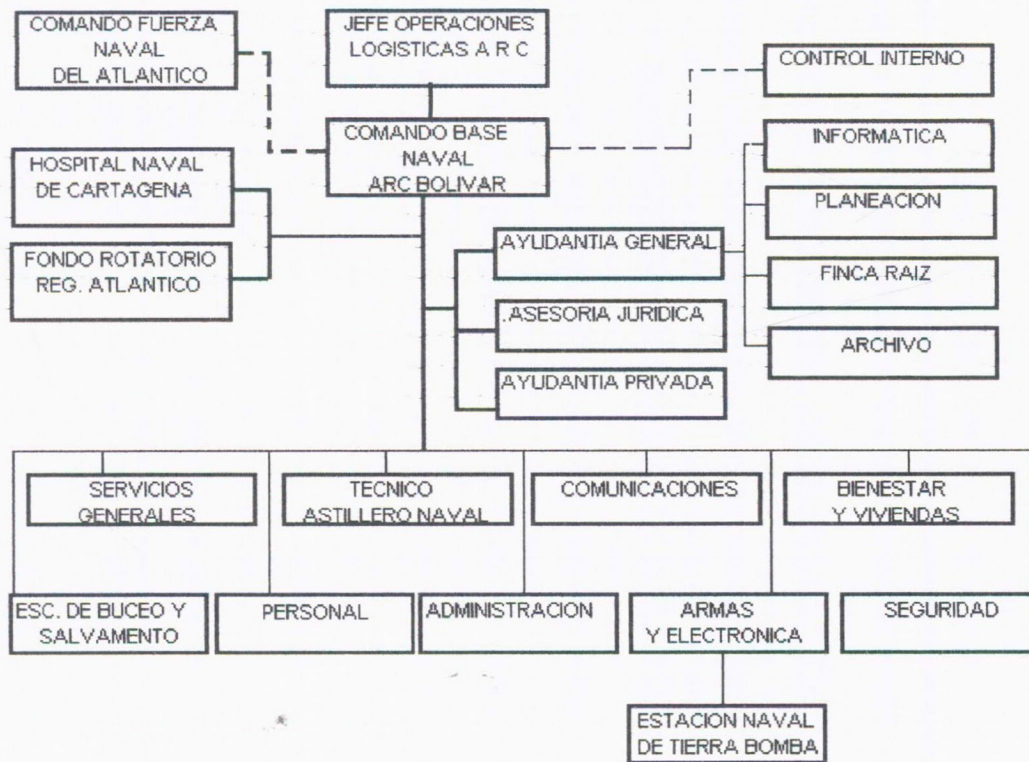 COMANDO FUERZA
NAVAL
DEL ATLANTICO
JEFE OPERACIONES
LOGISTICAS A R C
CONTROL INTERNO
COMANDO BASE
NAVAL
ARC BOLIVAR
INFORMATICA
HOSPITAL NAVAL
DE CARTAGENA
PLANEACION
AYUDANTIA GENERAL
FONDO ROTATORIO
REG. ATLANTICO
FINCA RAIZ
.ASESORIA JURIDICA
ARCHIVO
AYUDANTIA PRIVADA
SERVICIOS
GENERALES
TECNICO
ASTILLERO NAVAL
COMUNICACIONES
BIENESTAR
Y VIVIENDAS
ESC. DE BUCEO Y
SALVAMENTO
PERSONAL
ADMINISTRACION
ARMAS
Y ELECTRONICA
SEGURIDAD
ESTACION NAVAL
DE TIERRA BOMBA